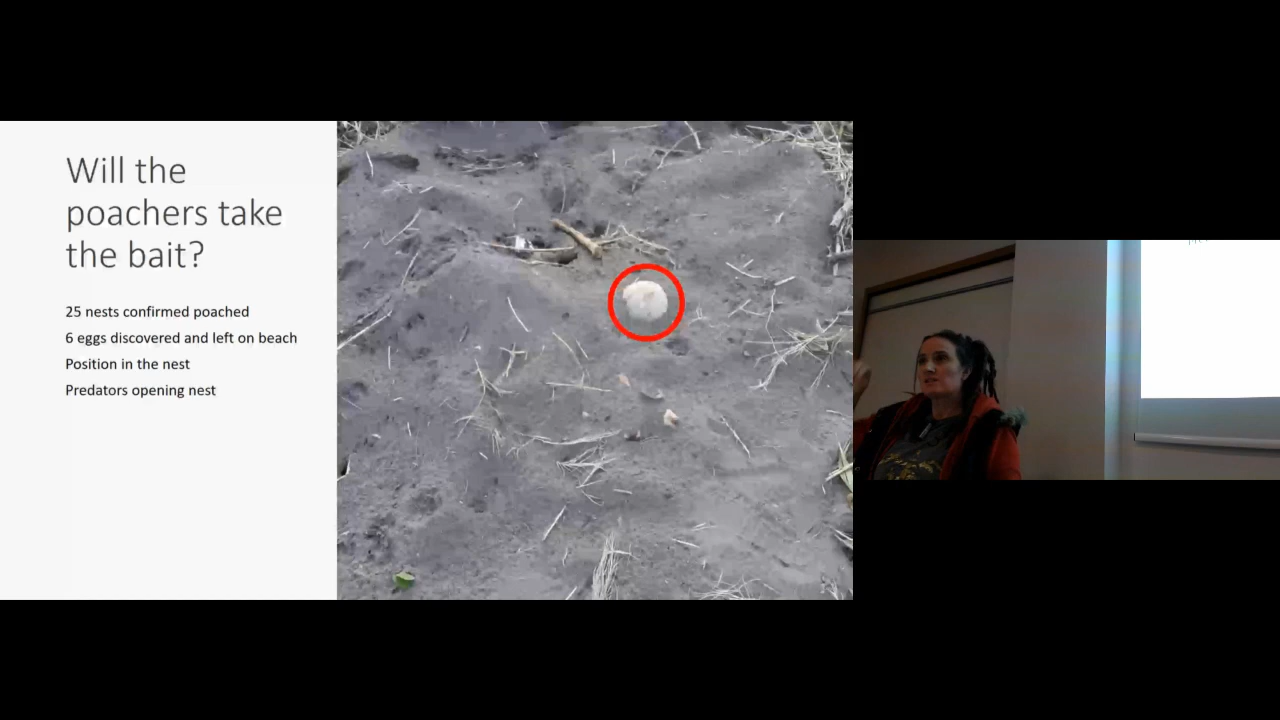 Will the
poachers take
the bait?
25 nests confirmed poached
6 eggs discovered and left on beach
Position in the nest
Predators opening nest